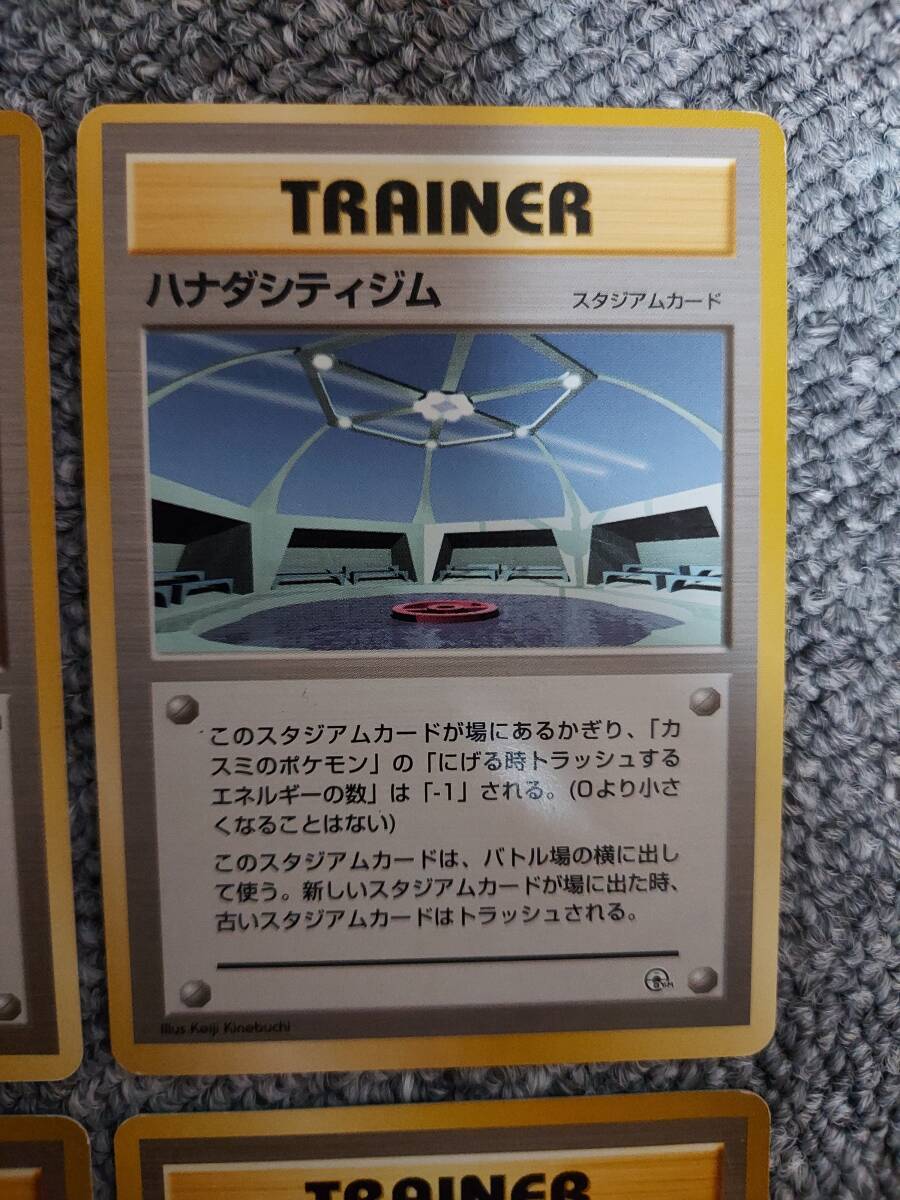 TRAINER
ハナダシティジム
スタジアムカード
このスタジアムカードが場にあるかぎり、「カ
スミのポケモン」の「にげる時トラッシュする
エネルギーの数」は「-1」される。(0より小さ
くなることはない)
このスタジアムカードは、バトル場の横に出し
て使う。新しいスタジアムカードが場に出た時、
古いスタジアムカードはトラッシュされる。
GYM
Illus. Keiji Kinebuchi
TRAINER